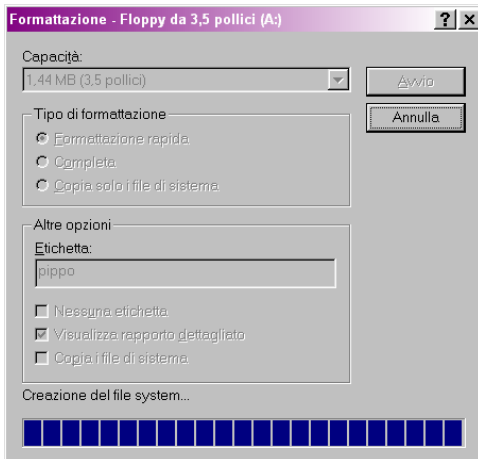 Formattazione - Floppy da 3,5 pollici (A:)
Capacità:
1,44 MB (3,5 pollici)
Avvio
Annulla
Tipo di formattazione
Formattazione rapida
Completa
Copia solo i file di sistema
Altre opzioni
Etichetta:
pippo
Nessuna etichetta
Visualizza rapporto dettagliato
Copia i file di sistema
Creazione del file system...